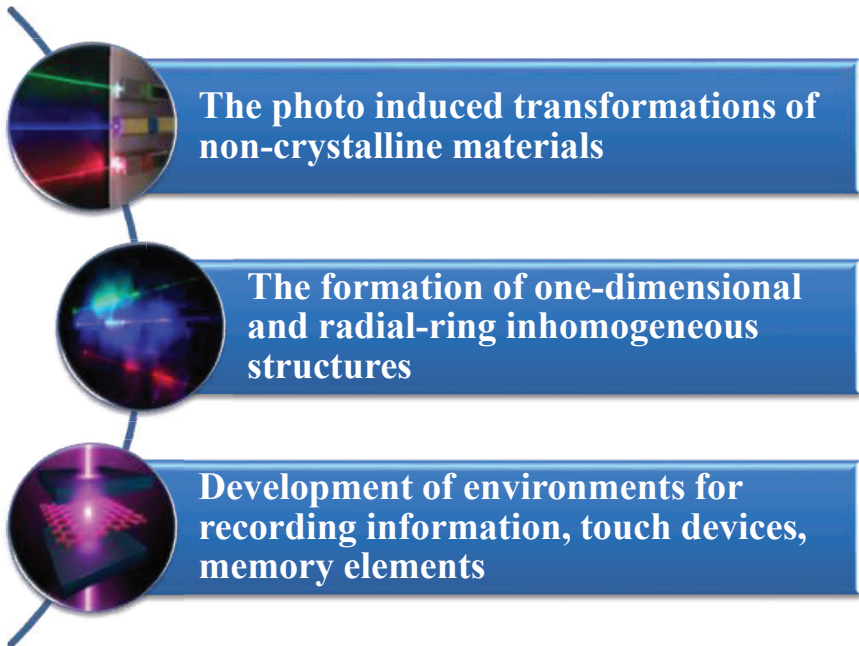 The photo induced transformations of
non-crystalline materials
The formation of one-dimensional
and radial-ring inhomogeneous
structures
Development of environments for
recording information, touch devices,
memory elements